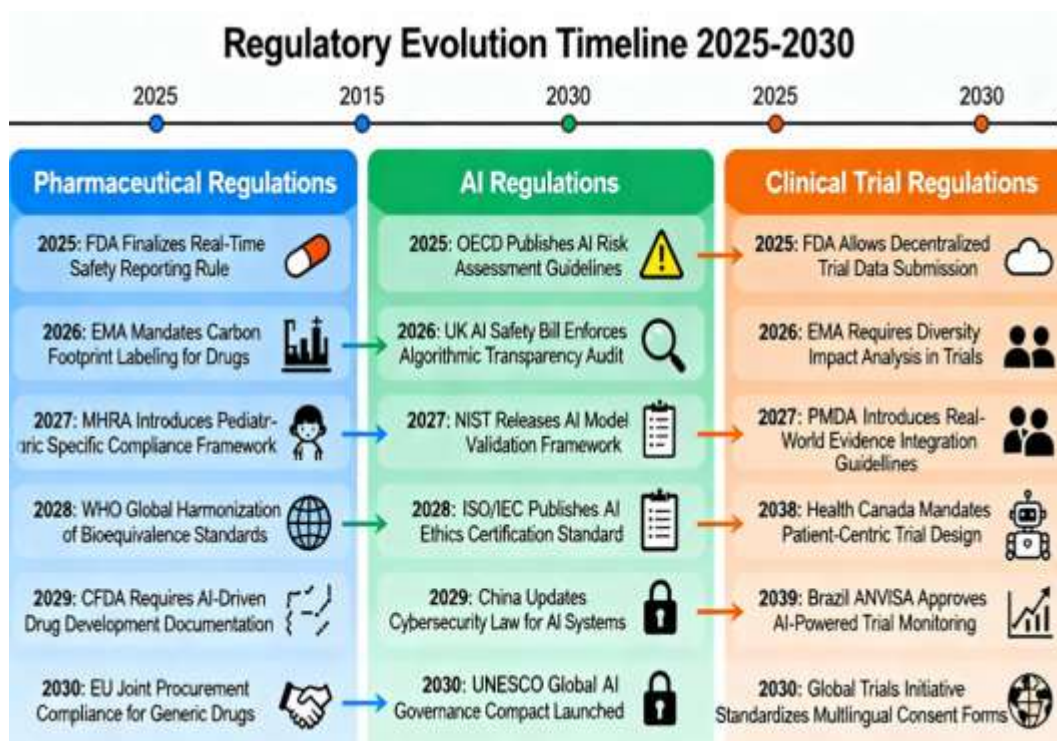 Regulatory Evolution Timeline 2025-2030
2025
2015
2030
2025
2030
Pharmaceutical Regulations
2025: FDA Finalizes Real-Time
Safety Reporting Rule
2026: EMA Mandates Carbon
Footprint Labeling for Drugs
2027: MHRA Introduces Pediatr-
aric Specific Compliance Framework
2028: WHO Global Harmonization
of Bioequivalence Standards
2029: CFDA Requires AI-Driven
Drug Development Documentation
2030: EU Joint Procurement
Compliance for Generic Drugs
AI Regulations
2025: OECD Publishes AI Risk
Assessment Guidelines
2026: UK AI Safety Bill Enforces
Algorithmic Transparency Audit
2027: NIST Releases AI Model
Validation Framework
2028: ISO/IEC Publishes AI
Ethics Certification Standard
2029: China Updates
Cybersecurity Law for AI Systems
2030: UNESCO Global AI
Governance Compact Launched
Clinical Trial Regulations
2025: FDA Allows Decentralized
Trial Data Submission
2026: EMA Requires Diversity
Impact Analysis in Trials
2027: PMDA Introduces Real-
World Evidence Integration
Guidelines
2038: Health Canada Mandates
Patient-Centric Trial Design
2039: Brazil ANVISA Approves
AI-Powered Trial Monitoring
2030: Global Trials Initiative
Standardizes Multilingual Consent Forms